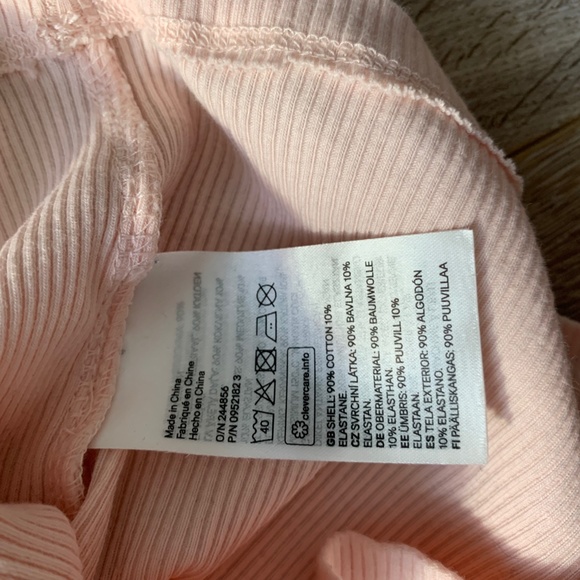 Made in China
Fabriqué en Chine
Hecho en China
O/N 244856
P/N 0952182 3
40
clevercare.info
GB SHELL: 90% COTTON 10%
ELASTANE.
CZ SVRCHNÍ LÁTKA: 90% BAVLNA 10%
ELASTAN.
DE OBERMATERIAL: 90% BAUMWOLLE
10% ELASTHAN.
EE ÜMBRIS: 90% PUUVILL 10%
ELASTAAN.
ES TELA EXTERIOR: 90% ALGODÓN
10% ELASTANO.
FI PÄÄLLISKANGAS: 90% PUUVILLAA